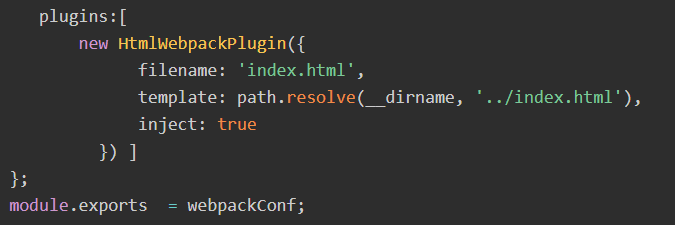 plugins:[
new HtmlWebpackPlugin({
filename: 'index.html',
template: path.resolve(__dirname, '../index.html'),
inject: true
}) ]
};
module.exports  = webpackConf;